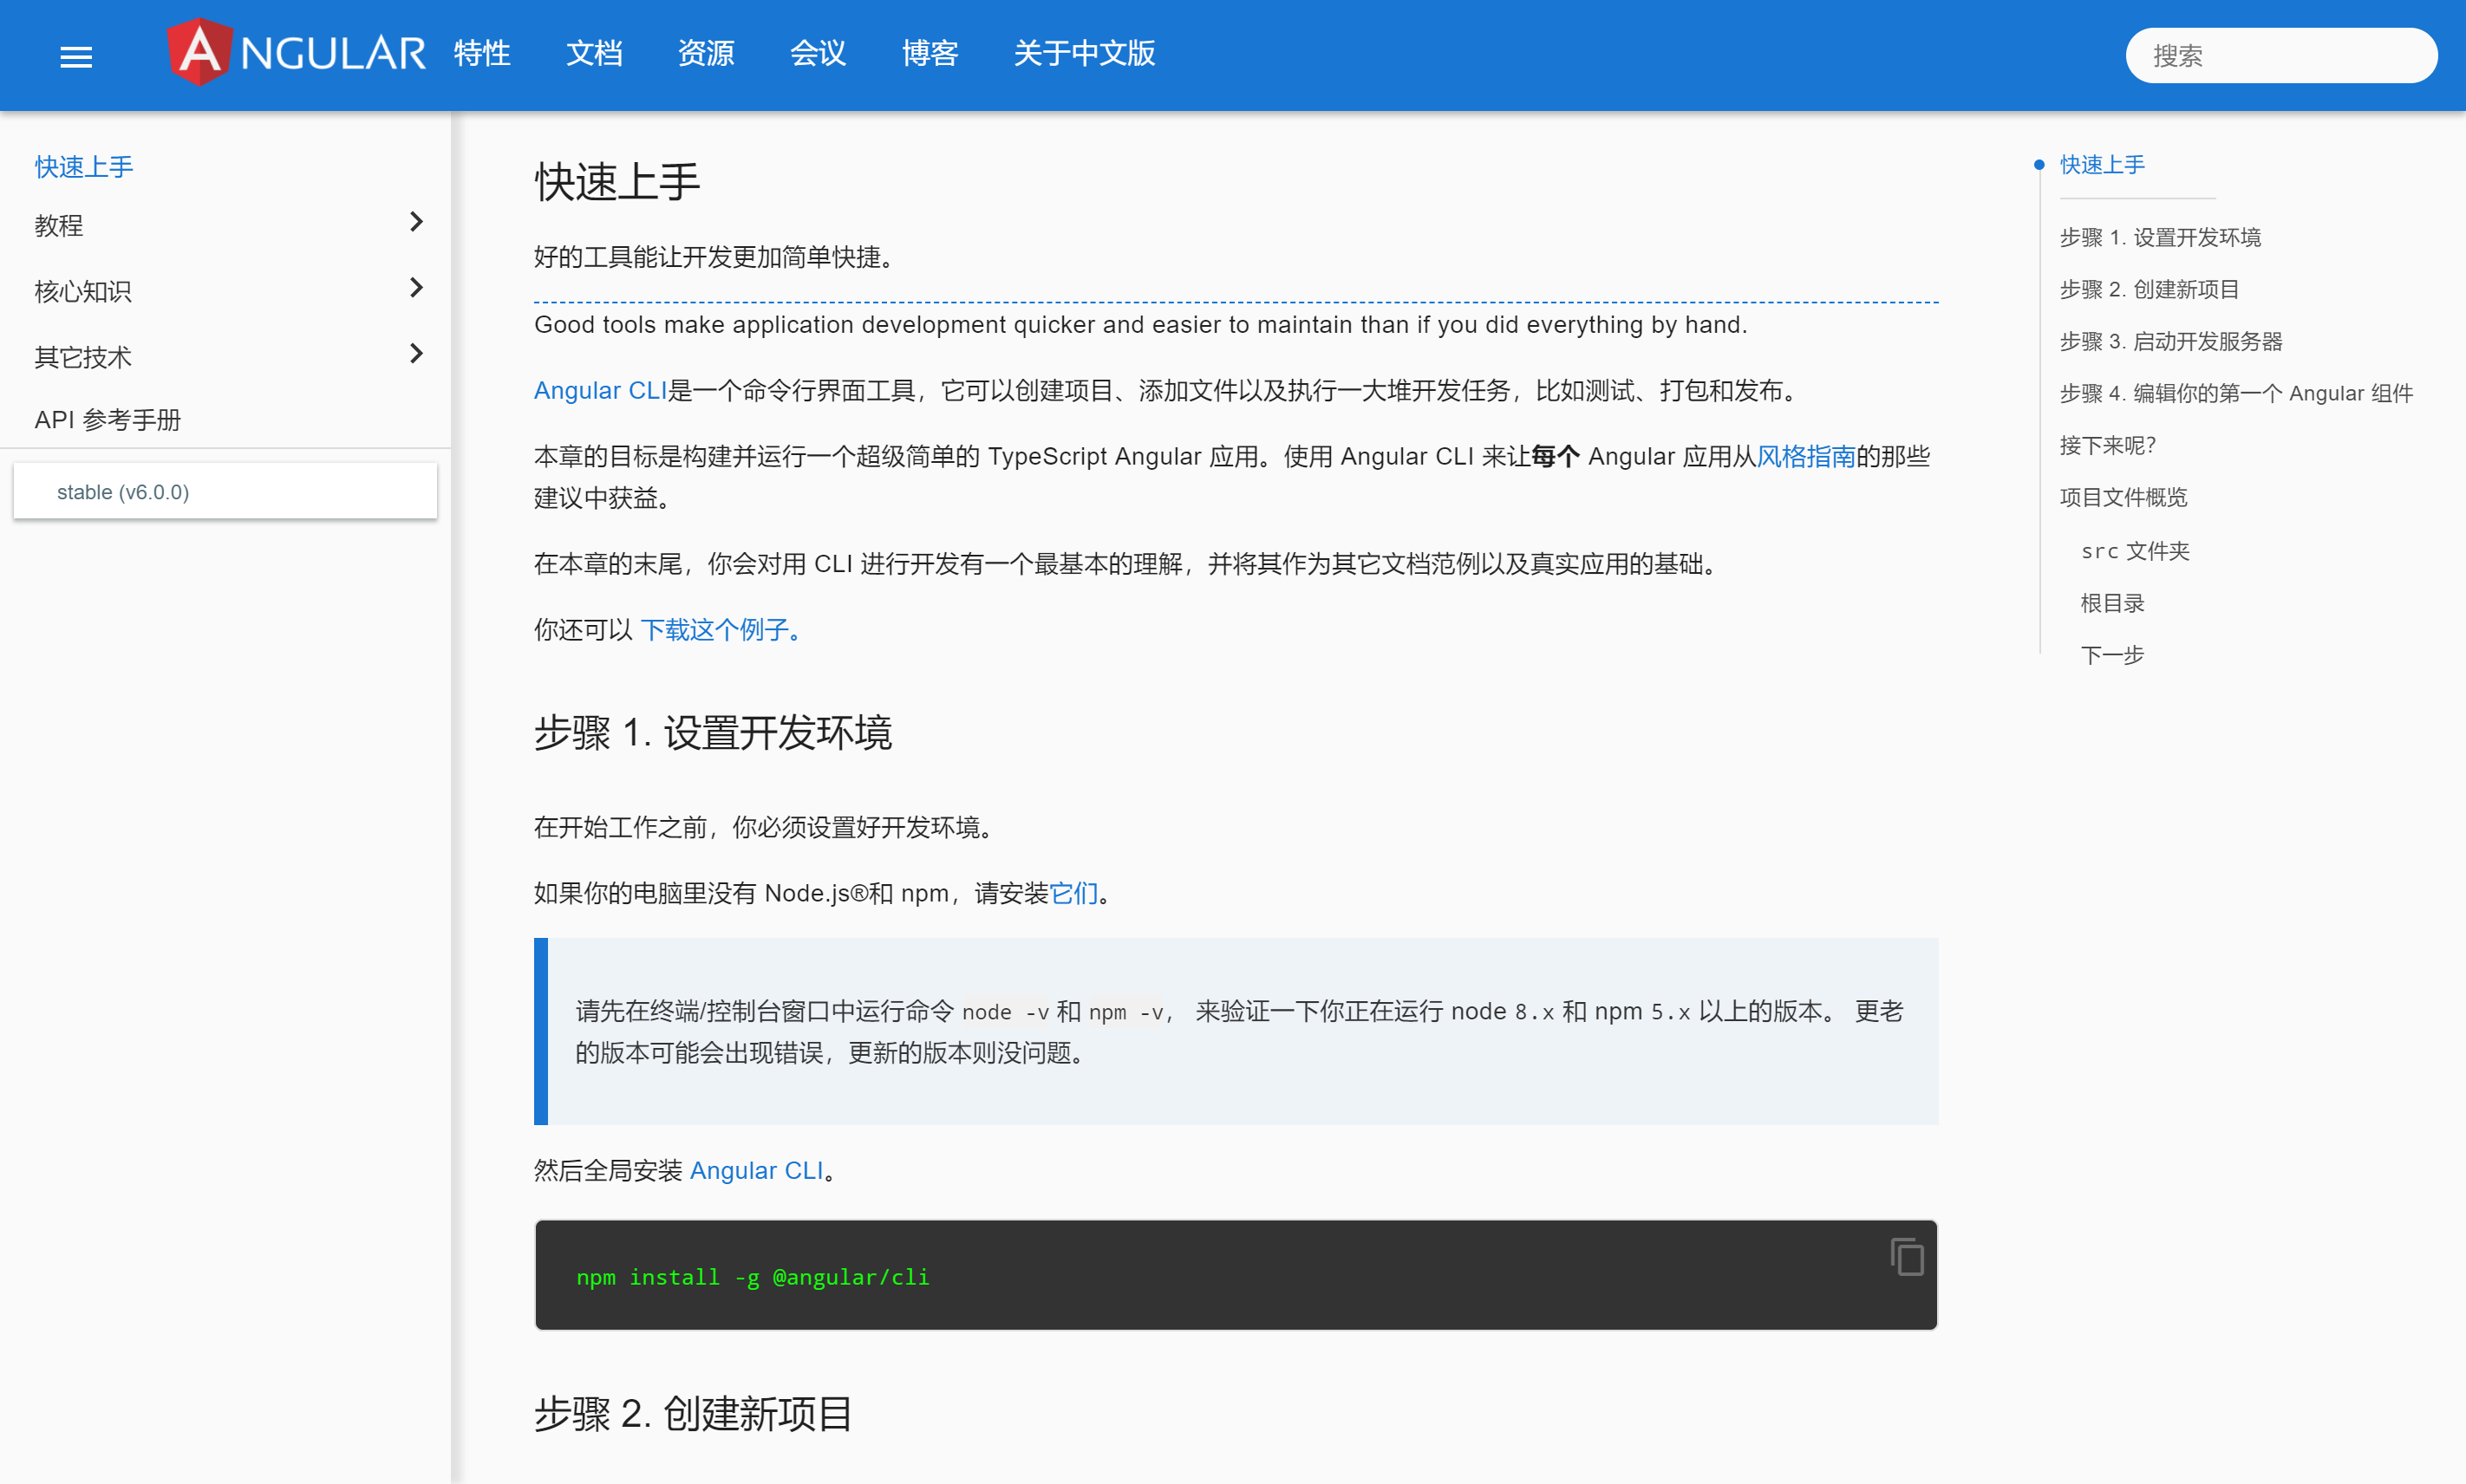 ANGULAR 特性 文档 资源 会议 博客 关于中文版 搜索
快速上手
教程
核心知识
其它技术
API 参考手册
stable (v6.0.0)
快速上手
好的工具能让开发更加简单快捷。
Good tools make application development quicker and easier to maintain than if you did everything by hand.
Angular CLI是一个命令行界面工具，它可以创建项目、添加文件以及执行一大堆开发任务，比如测试、打包和发布。
本章的目标是构建并运行一个超级简单的 TypeScript Angular 应用。使用 Angular CLI 来让每个 Angular 应用从风格指南的那些
建议中获益。
在本章的末尾，你会对用 CLI 进行开发有一个最基本的理解，并将其作为其它文档范例以及真实应用的基础。
你还可以 下载这个例子。
步骤 1. 设置开发环境
在开始工作之前，你必须设置好开发环境。
如果你的电脑里没有 Node.js®和 npm，请安装它们。
请先在终端/控制台窗口中运行命令 node -v 和 npm -v， 来验证一下你正在运行 node 8.x 和 npm 5.x 以上的版本。 更老
的版本可能会出现错误，更新的版本则没问题。
然后全局安装 Angular CLI。
npm install -g @angular/cli
步骤 2. 创建新项目
快速上手
步骤 1. 设置开发环境
步骤 2. 创建新项目
步骤 3. 启动开发服务器
步骤 4. 编辑你的第一个 Angular 组件
接下来呢？
项目文件概览
src 文件夹
根目录
下一步